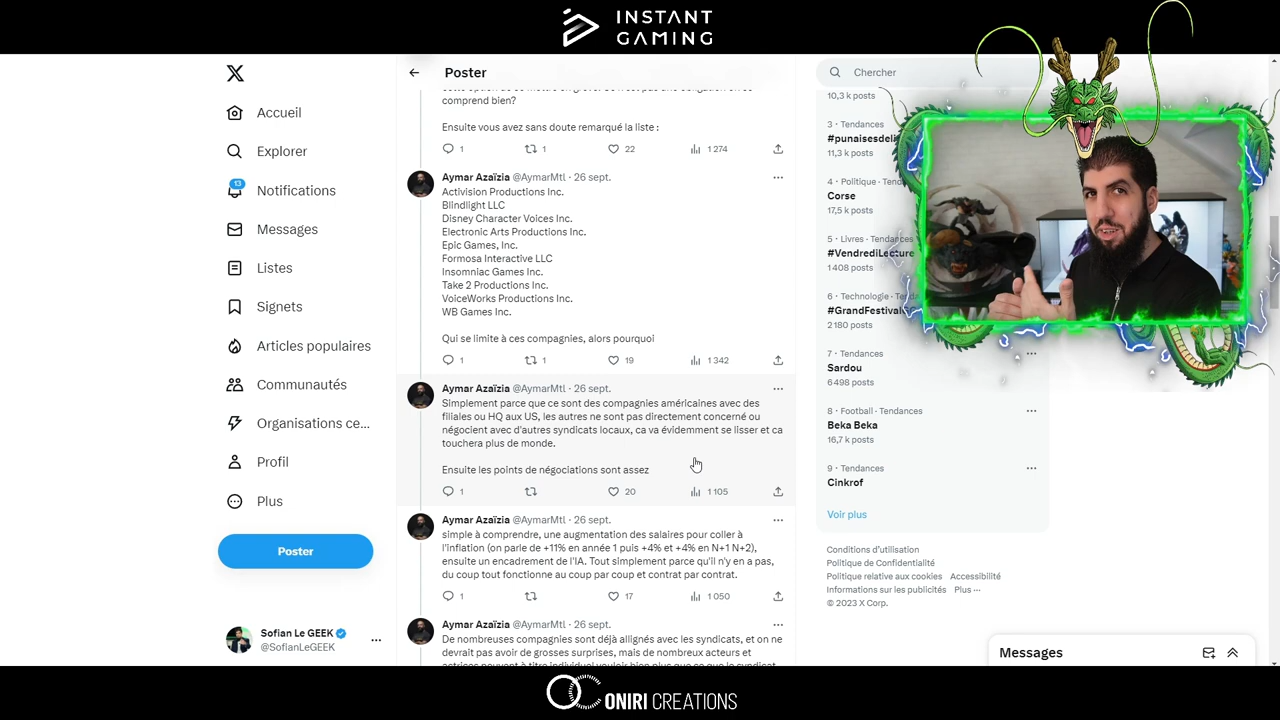 INSTANT
GAMING
Accueil
Explorer
13
Notifications
Messages
Listes
Signets
Articles populaires
Communautés
Organisations ce...
Profil
Plus
Poster
Sofian Le GEEK
@SofianLeGEEK
Poster
comprend bien?
Ensuite vous avez sans doute remarqué la liste :
1 1 22 1 274
Aymar Azaïzia @AymarMtl · 26 sept.
Activision Productions Inc.
Blindlight LLC
Disney Character Voices Inc.
Electronic Arts Productions Inc.
Epic Games, Inc.
Formosa Interactive LLC
Insomniac Games Inc.
Take 2 Productions Inc.
VoiceWorks Productions Inc.
WB Games Inc.
Qui se limite à ces compagnies, alors pourquoi
1 1 19 1 342
Aymar Azaïzia @AymarMtl · 26 sept.
Simplement parce que ce sont des compagnies américaines avec des
filiales ou HQ aux US, les autres ne sont pas directement concerné ou
négocient avec d'autres syndicats locaux, ca va évidemment se lisser et ca
touchera plus de monde.
Ensuite les points de négociations sont assez
1 20 1 105
Aymar Azaïzia @AymarMtl · 26 sept.
simple à comprendre, une augmentation des salaires pour coller à
l'inflation (on parle de +11% en année 1 puis +4% et +4% en N+1 N+2),
ensuite un encadrement de l'IA. Tout simplement parce qu'il n'y en a pas,
du coup tout fonctionne au coup par coup et contrat par contrat.
1 17 1 050
Aymar Azaïzia @AymarMtl · 26 sept.
De nombreuses compagnies sont déjà allignés avec les syndicats, et on ne
devrait pas avoir de grosses surprises, mais de nombreux acteurs et
Chercher
10,3 k posts
3 · Tendances
#punaisesdeli
11,3 k posts
4 · Politique · Tend
Corse
17,5 k posts
5 · Livres · Tendances
#VendrediLecture
1 408 posts
6 · Technologie · Tenda
#GrandFestival
2 180 posts
7 · Tendances
Sardou
6 498 posts
8 · Football · Tendances
Beka Beka
16,7 k posts
9 · Tendances
Cinkrof
Voir plus
Conditions d'utilisation
Politique de Confidentialité
Politique relative aux cookies Accessibilité
Informations sur les publicités Plus ···
© 2023 X Corp.
Messages
OC ONIRI CREATIONS